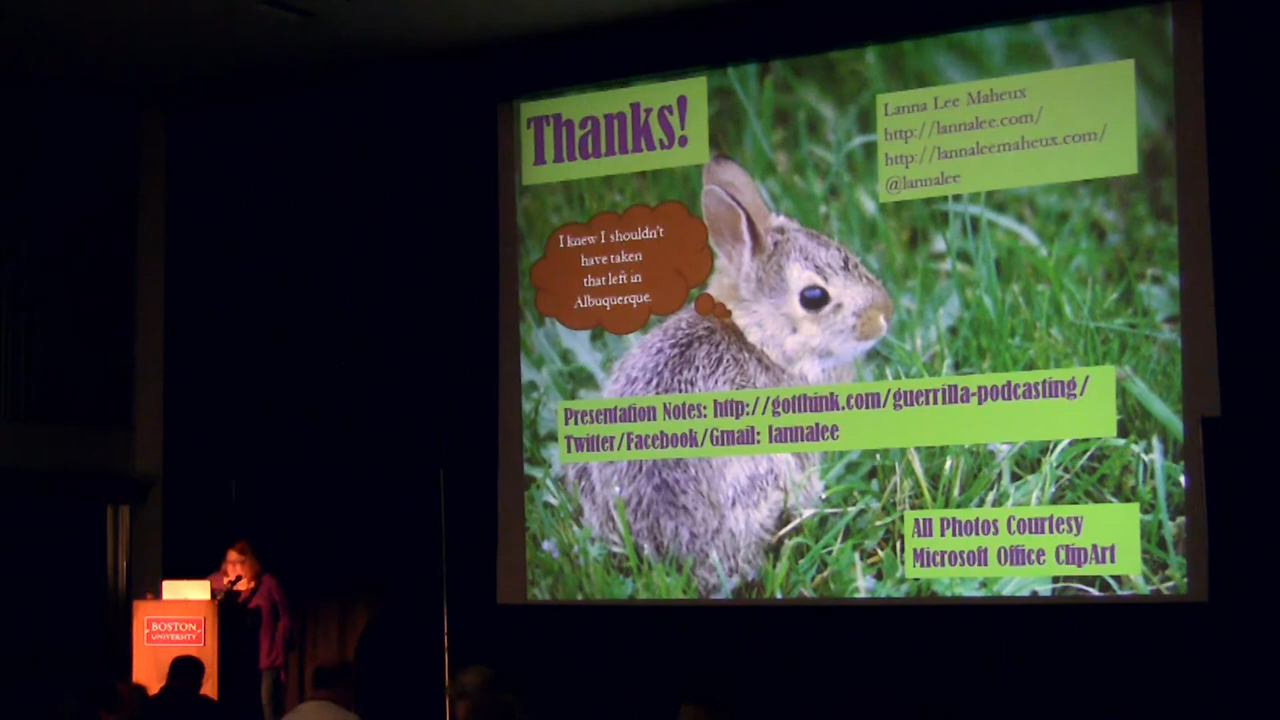 Thanks!
Lanna Lee Maheux
http://lannalee.com/
http://lannaleemaheux.com/
@lannalee
I knew I shouldn't
have taken
that left in
Albuquerque.
Presentation Notes: http://gotthink.com/guerrilla-podcasting/
Twitter/Facebook/Gmail: lannalee
All Photos Courtesy
Microsoft Office ClipArt
BOSTON
UNIVERSITY